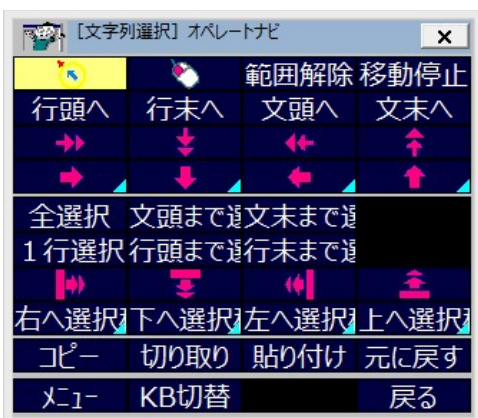 [文字列選択] オペレートナビ
範囲解除 移動停止
行頭へ 行末へ 文頭へ 文末へ
全選択 文頭まで選 文末まで選
1行選択 行頭まで選 行末まで選
右へ選択 下へ選択 左へ選択 上へ選択
コピー 切り取り 貼り付け 元に戻す
メニュー KB切替 戻る